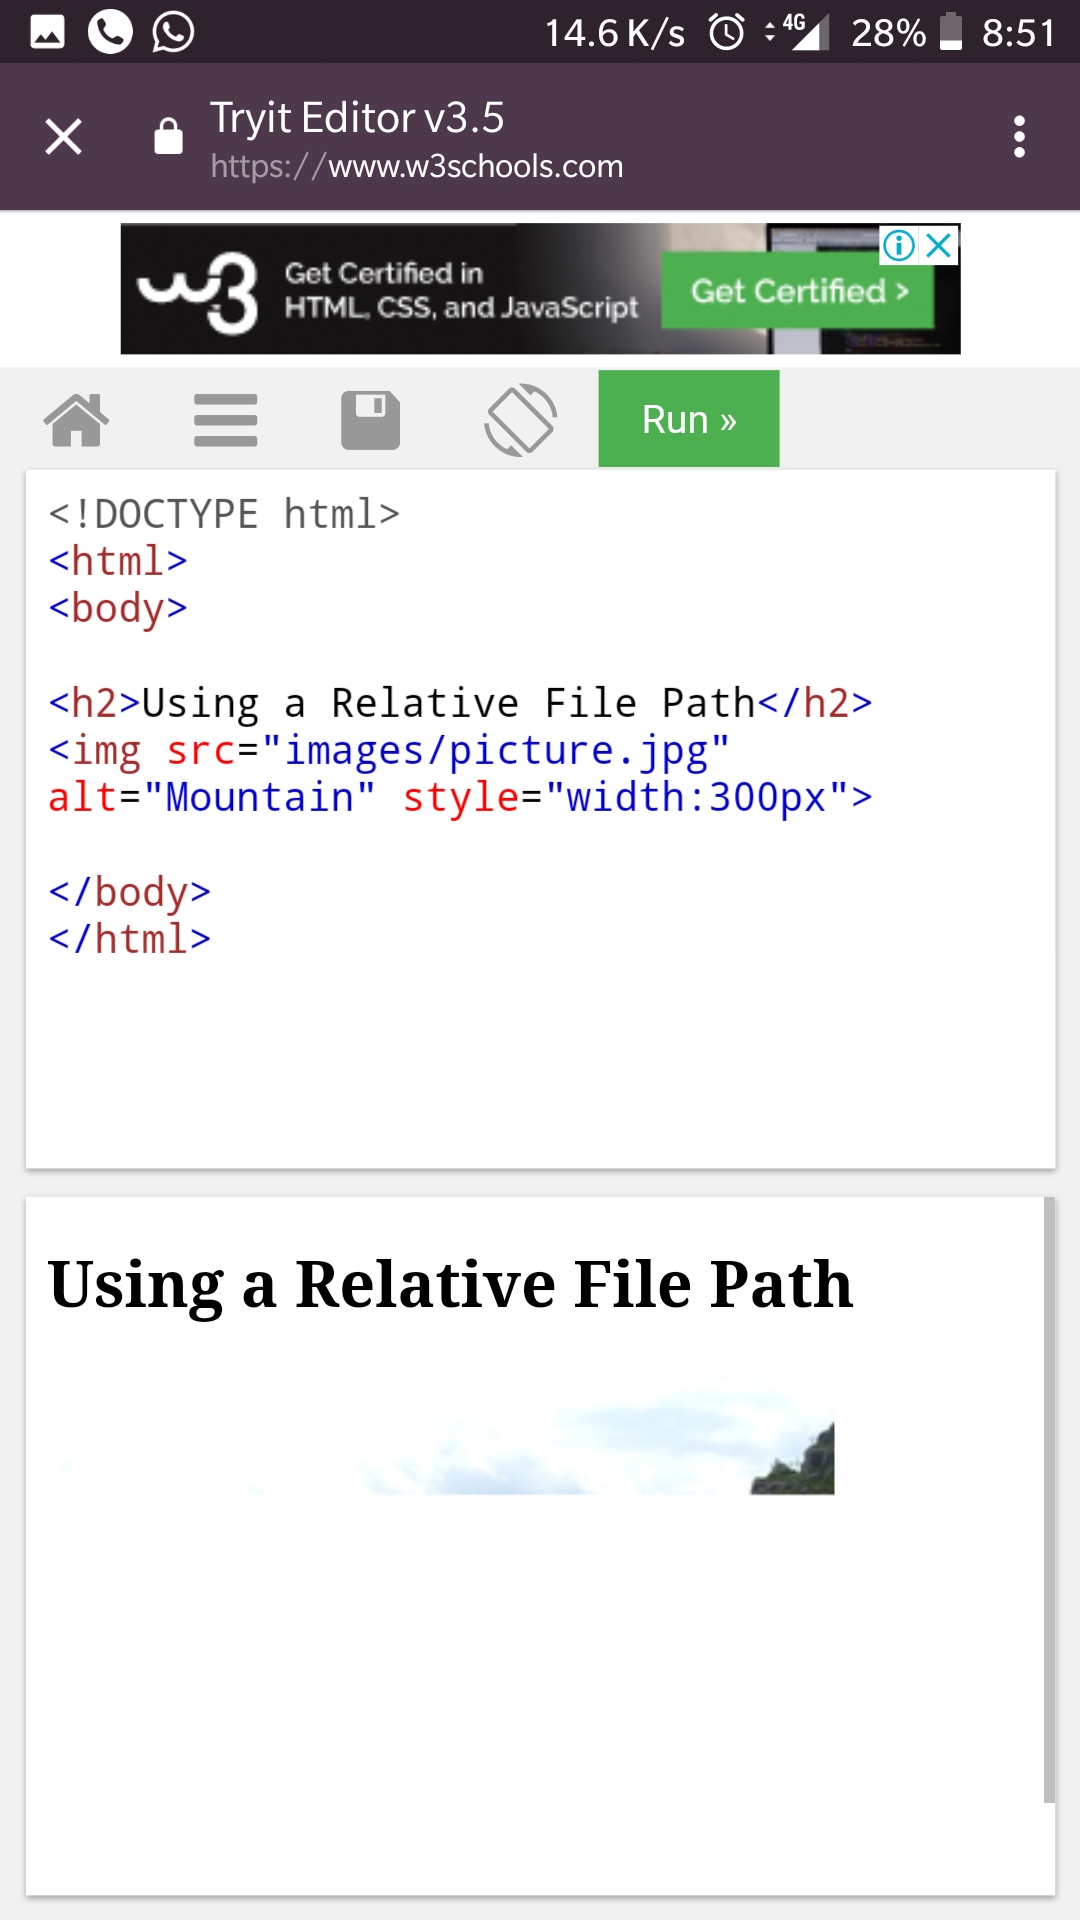 14.6 K/s 4G 28% 8:51
Tryit Editor v3.5
https://www.w3schools.com
w3 Get Certified in
HTML, CSS, and JavaScript
Get Certified >
Run »
<!DOCTYPE html>
<html>
<body>
<h2>Using a Relative File Path</h2>
<img src="images/picture.jpg"
alt="Mountain" style="width:300px">
</body>
</html>
Using a Relative File Path